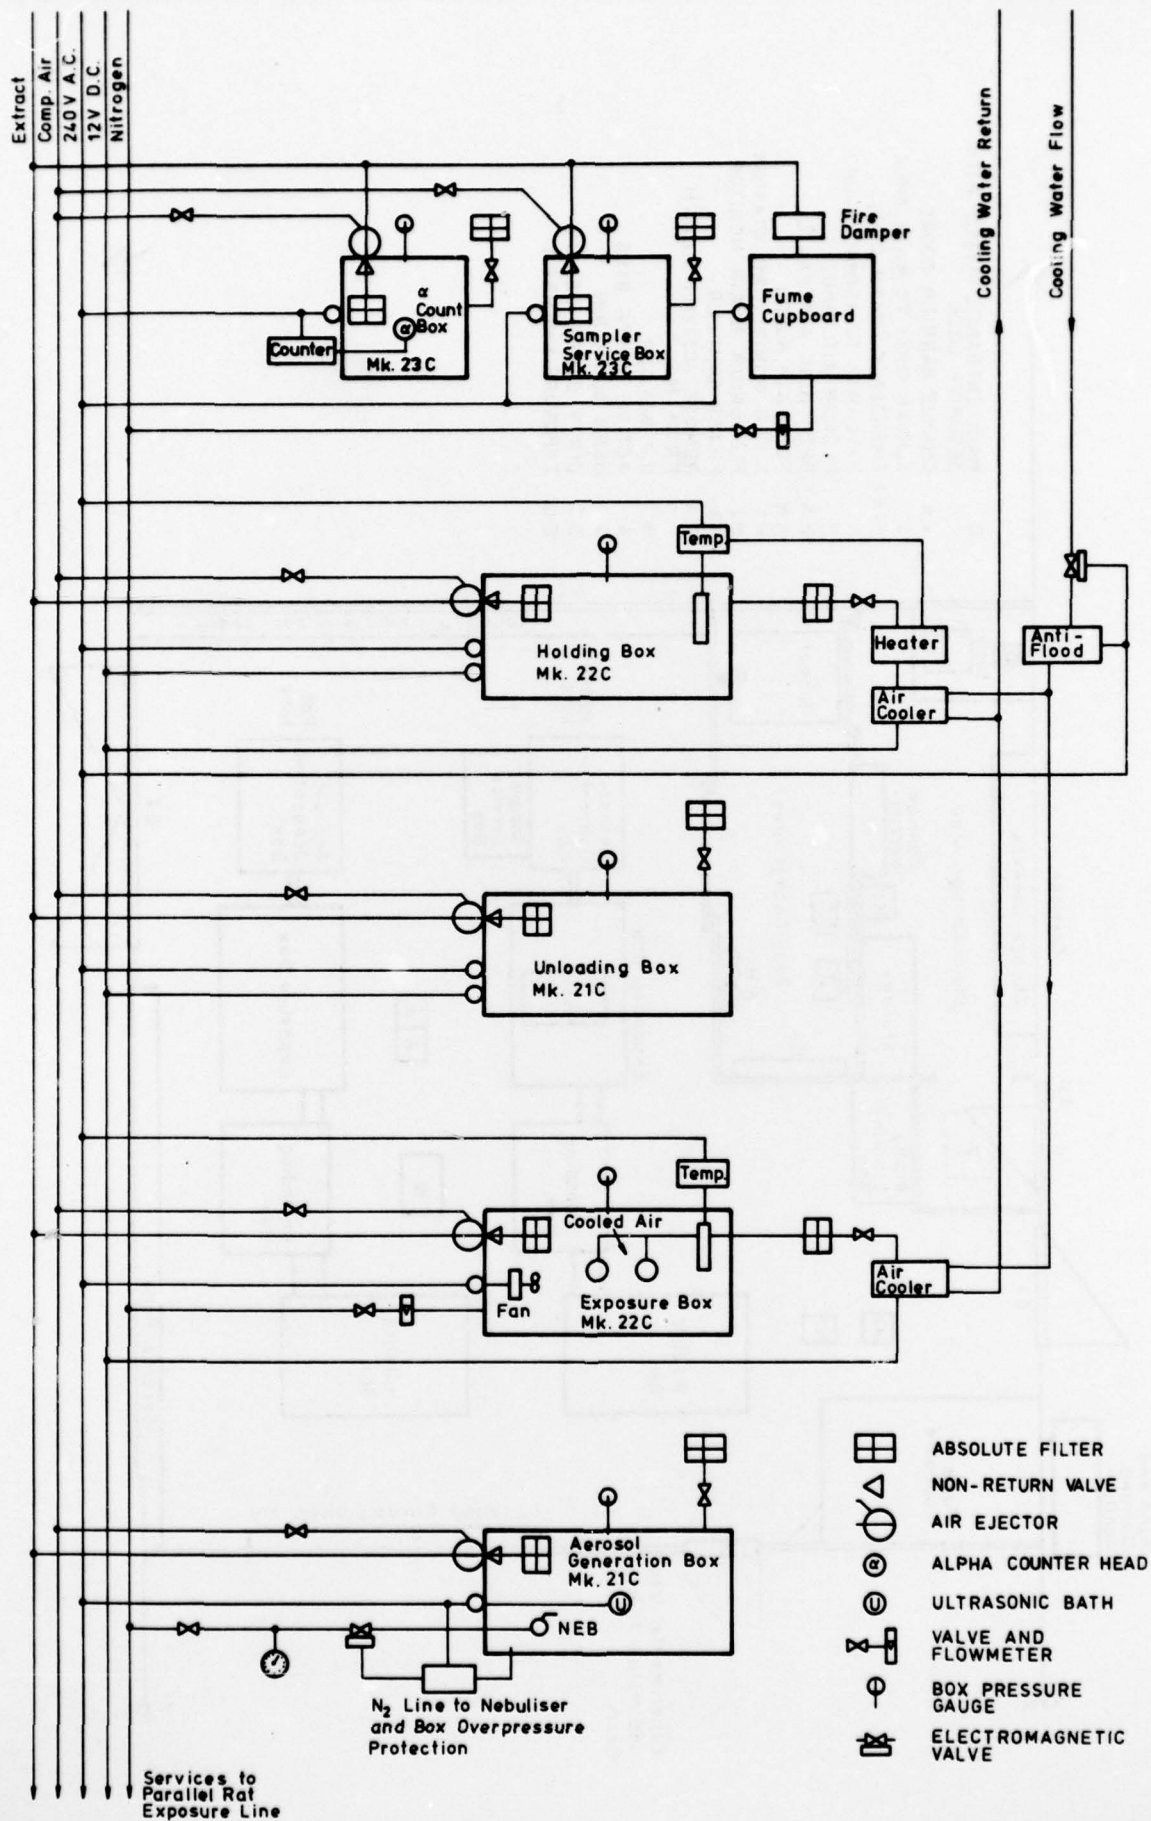 Extract
Comp. Air
240V A.C.
12V D.C.
Nitrogen
Cooling Water Return
Cooling Water Flow
Fire
Damper
α
Count
Box
α
Mk. 23C
Counter
Sampler
Service Box
Mk. 23C
Fume
Cupboard
Temp.
Holding Box
Mk. 22C
Heater
Air
Cooler
Anti-
Flood
Unloading Box
Mk. 21C
Temp.
Cooled Air
Fan
Exposure Box
Mk. 22C
Air
Cooler
Aerosol
Generation Box
Mk. 21C
U
NEB
N₂ Line to Nebuliser
and Box Overpressure
Protection
ABSOLUTE FILTER
NON-RETURN VALVE
AIR EJECTOR
α ALPHA COUNTER HEAD
U ULTRASONIC BATH
VALVE AND
FLOWMETER
BOX PRESSURE
GAUGE
ELECTROMAGNETIC
VALVE
Services to
Parallel Rat
Exposure Line